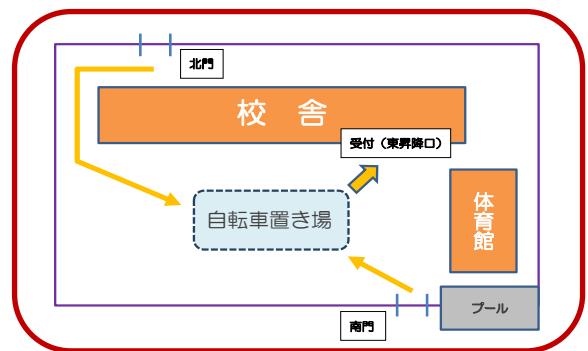 北門
校　舎
受付（東昇降口）
自転車置き場
体育館
プール
南門